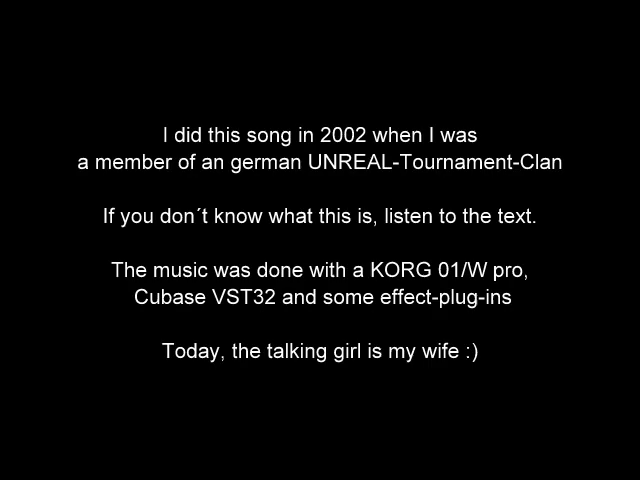 I did this song in 2002 when I was
a member of an german UNREAL-Tournament-Clan
If you don´t know what this is, listen to the text.
The music was done with a KORG 01/W pro,
Cubase VST32 and some effect-plug-ins
Today, the talking girl is my wife :)